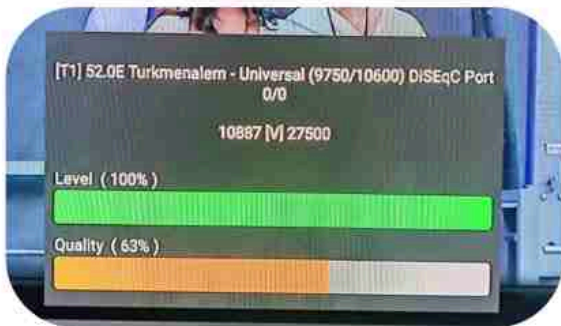 [T1] 52.0E Turkmenalem - Universal (9750/10600) DiSEqC Port
0/0
10887 [V] 27500
Level ( 100% )
Quality ( 63% )